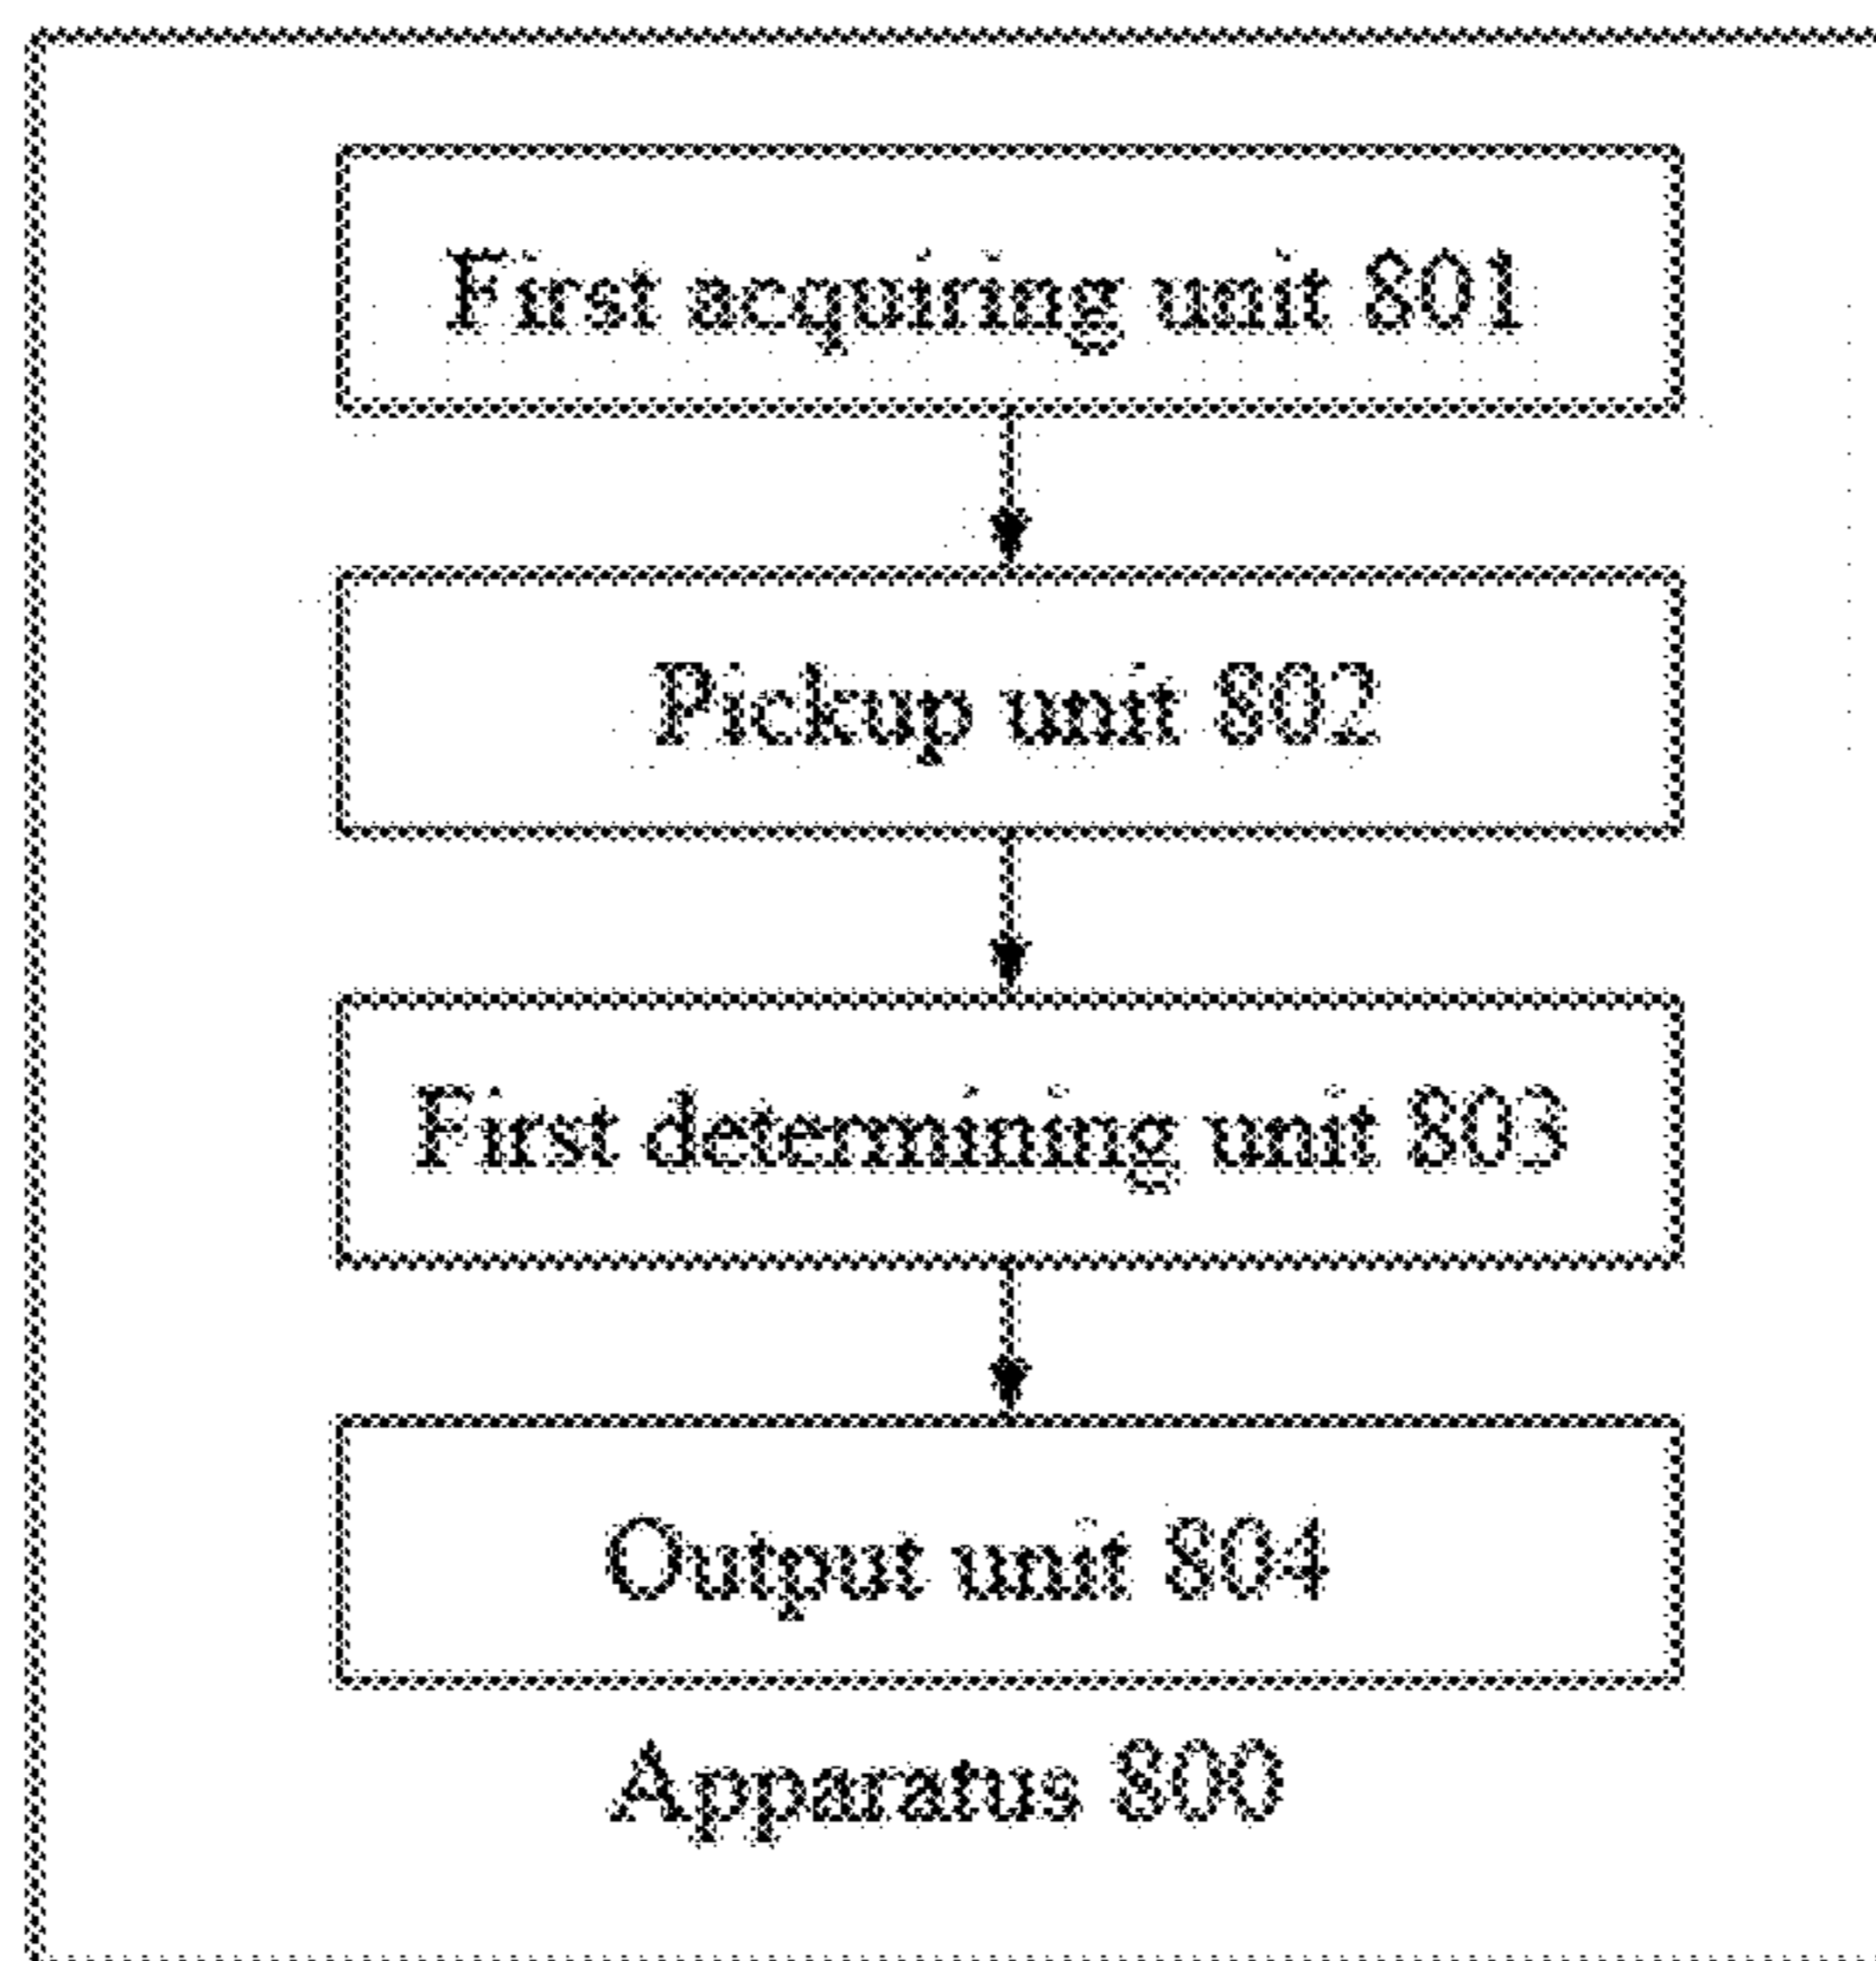 First acquiring unit 801
Pickup unit 802
First determining unit 803
Output unit 804
Apparatus 800